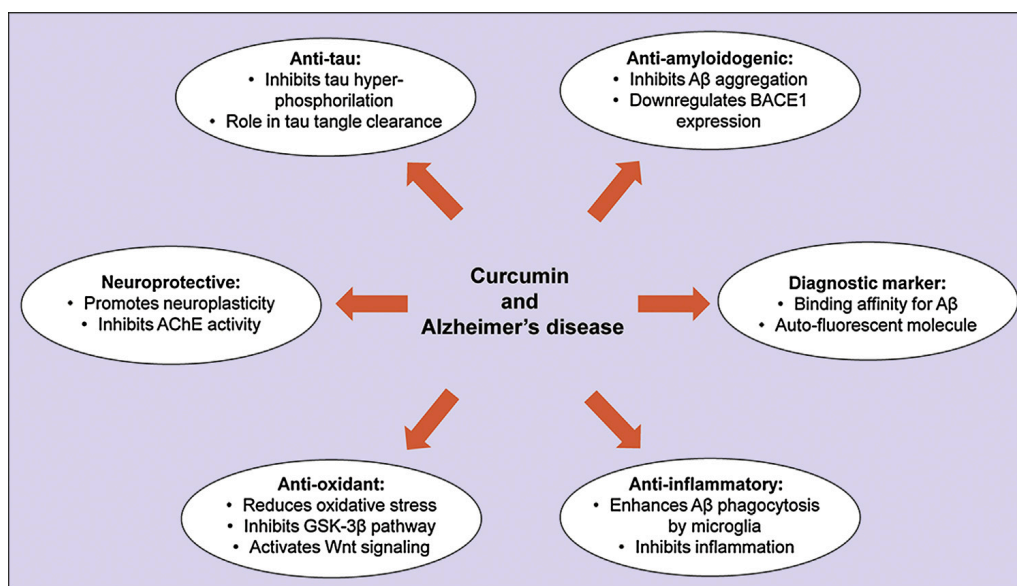 Anti-tau:
• Inhibits tau hyper-
phosphorilation
• Role in tau tangle clearance
Anti-amyloidogenic:
• Inhibits Aβ aggregation
• Downregulates BACE1
expression
Neuroprotective:
• Promotes neuroplasticity
• Inhibits AChE activity
Curcumin
and
Alzheimer's disease
Diagnostic marker:
• Binding affinity for Aβ
• Auto-fluorescent molecule
Anti-oxidant:
• Reduces oxidative stress
• Inhibits GSK-3β pathway
• Activates Wnt signaling
Anti-inflammatory:
• Enhances Aβ phagocytosis
by microglia
• Inhibits inflammation